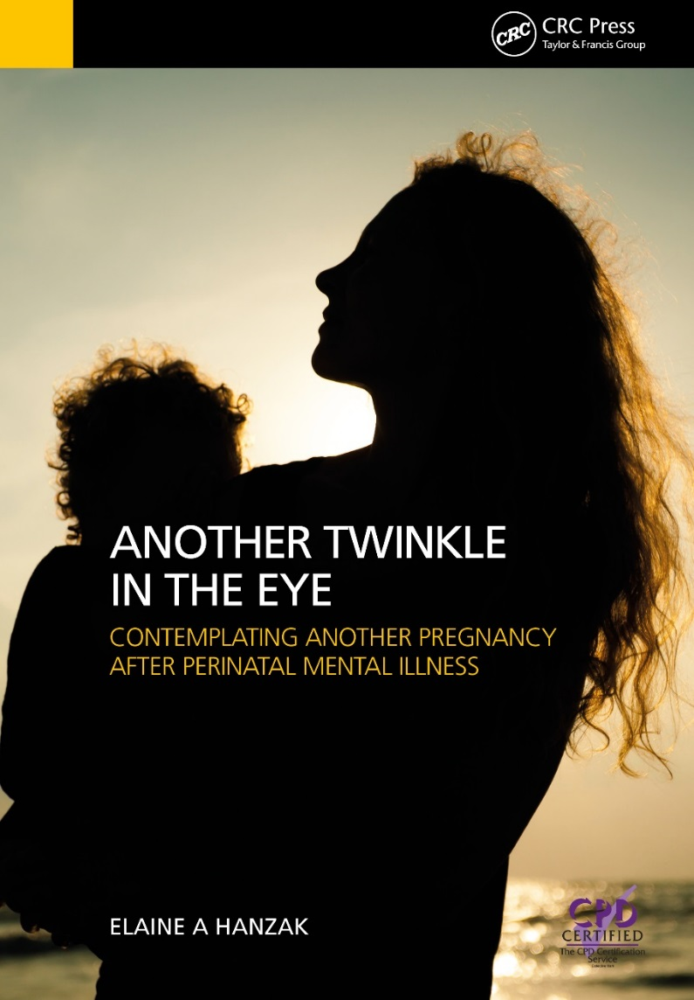 CRC
CRC Press
Taylor & Francis Group
ANOTHER TWINKLE
IN THE EYE
CONTEMPLATING ANOTHER PREGNANCY
AFTER PERINATAL MENTAL ILLNESS
ELAINE A HANZAK
CPD
CERTIFIED
The CPD Certification
Service